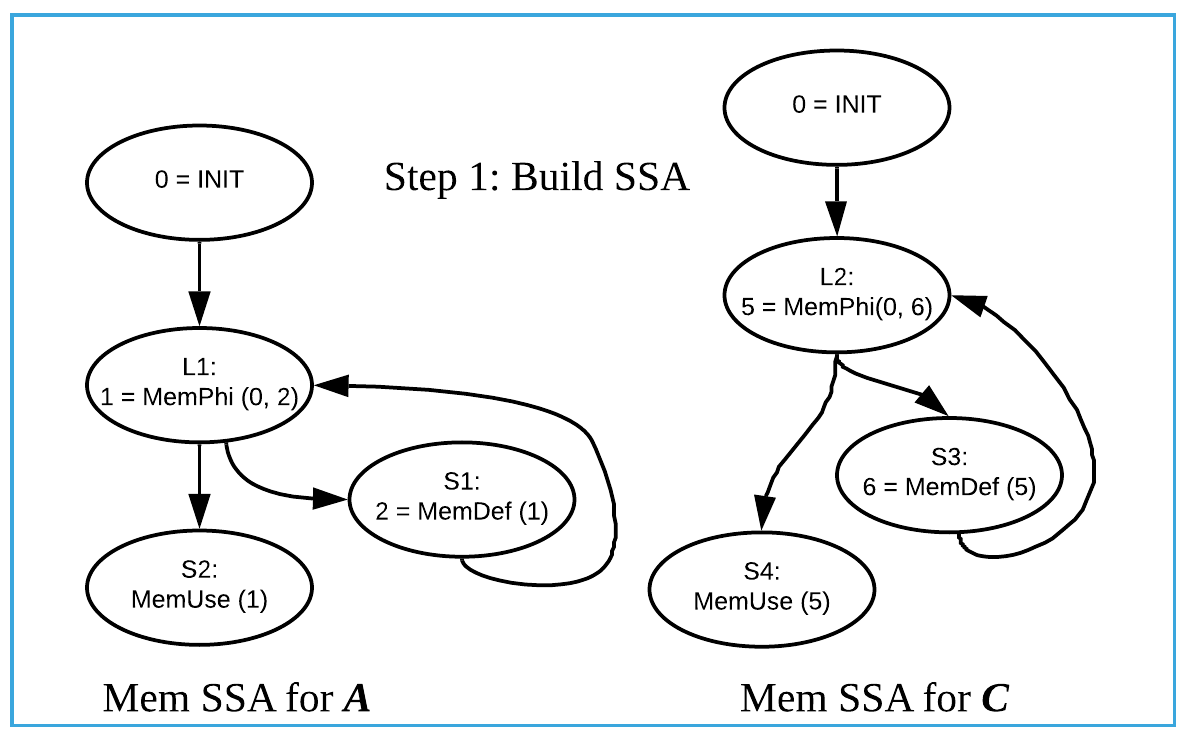 0 = INIT
Step 1: Build SSA
0 = INIT
L1:
1 = MemPhi (0, 2)
S1:
2 = MemDef (1)
S2:
MemUse (1)
Mem SSA for A
L2:
5 = MemPhi(0, 6)
S3:
6 = MemDef (5)
S4:
MemUse (5)
Mem SSA for C